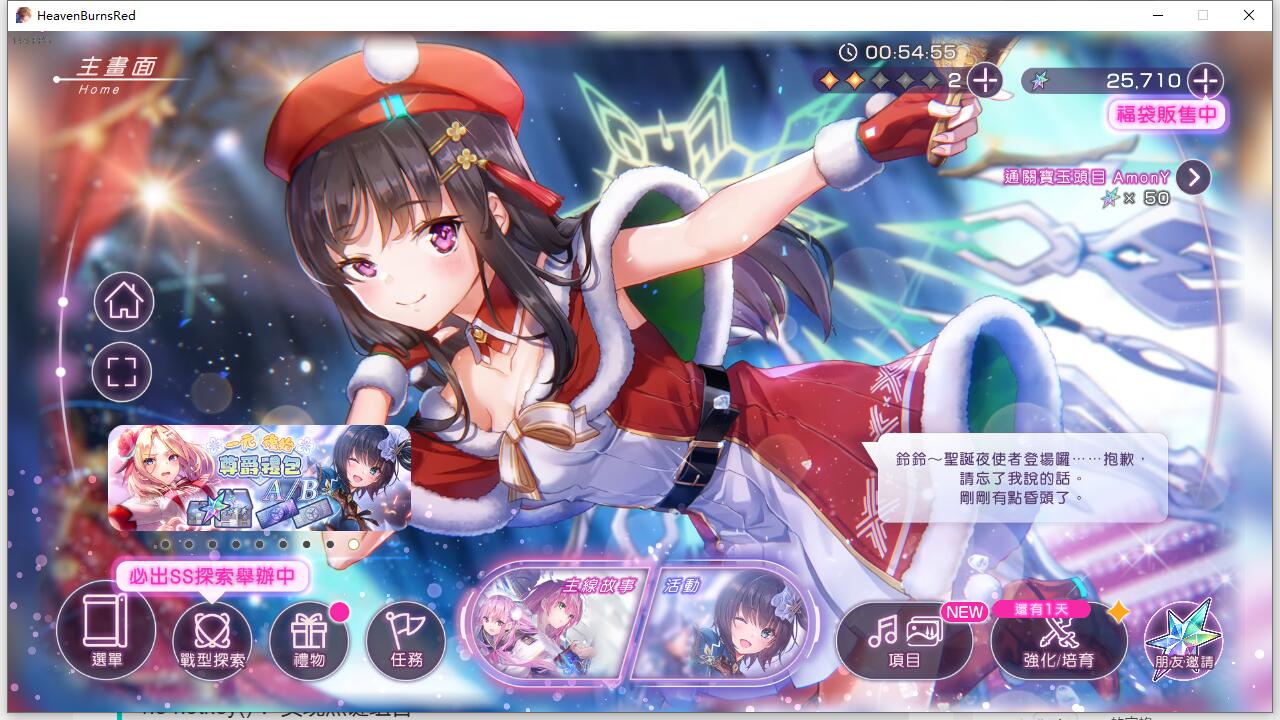 HeavenBurnsRed
主畫面
Home
00:54:55
2
25,710
福袋販售中
通關寶玉頭目 AmonY
× 50
一元
尊爵禮包
A/B
鈴鈴～聖誕夜使者登場囉……抱歉，
請忘了我說的話。
剛剛有點昏頭了。
必出SS探索舉辦中
選單
戰型探索
禮物
任務
主線故事
活動
NEW
項目
還有1天
強化/培育
朋友邀請